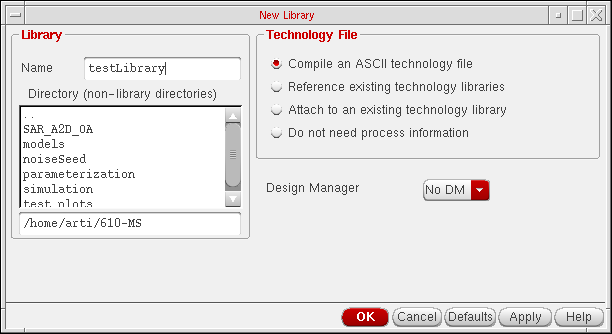 New Library
Library
Name testLibrary
Directory (non-library directories)
..
SAR_A2D_OA
models
noiseSeed
parameterization
simulation
test_plots
/home/arti/610-MS
Technology File
Compile an ASCII technology file
Reference existing technology libraries
Attach to an existing technology library
Do not need process information
Design Manager No DM
OK Cancel Defaults Apply Help